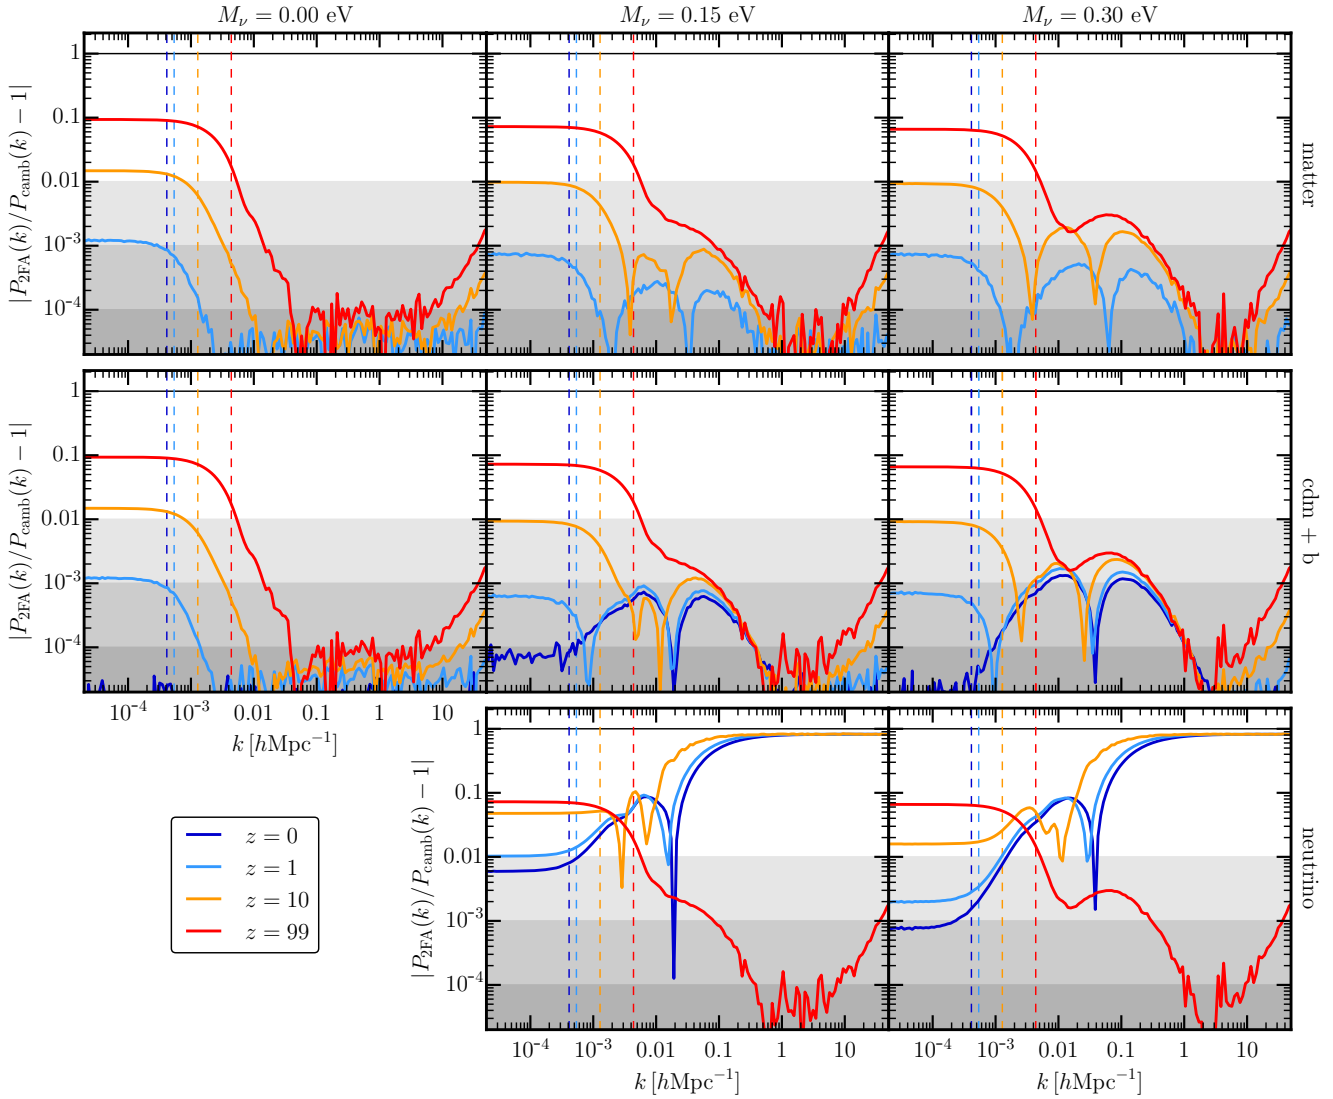 M_ν = 0.00 eV
M_ν = 0.15 eV
M_ν = 0.30 eV
|P_2FA(k)/P_camb(k) − 1|
1
0.1
0.01
10^−3
10^−4
matter
|P_2FA(k)/P_camb(k) − 1|
1
0.1
0.01
10^−3
10^−4
cdm + b
10^−4 10^−3 0.01 0.1 1 10
k [hMpc^−1]
|P_2FA(k)/P_camb(k) − 1|
1
0.1
0.01
10^−3
10^−4
neutrino
z = 0
z = 1
z = 10
z = 99
10^−4 10^−3 0.01 0.1 1 10
k [hMpc^−1]
10^−4 10^−3 0.01 0.1 1 10
k [hMpc^−1]